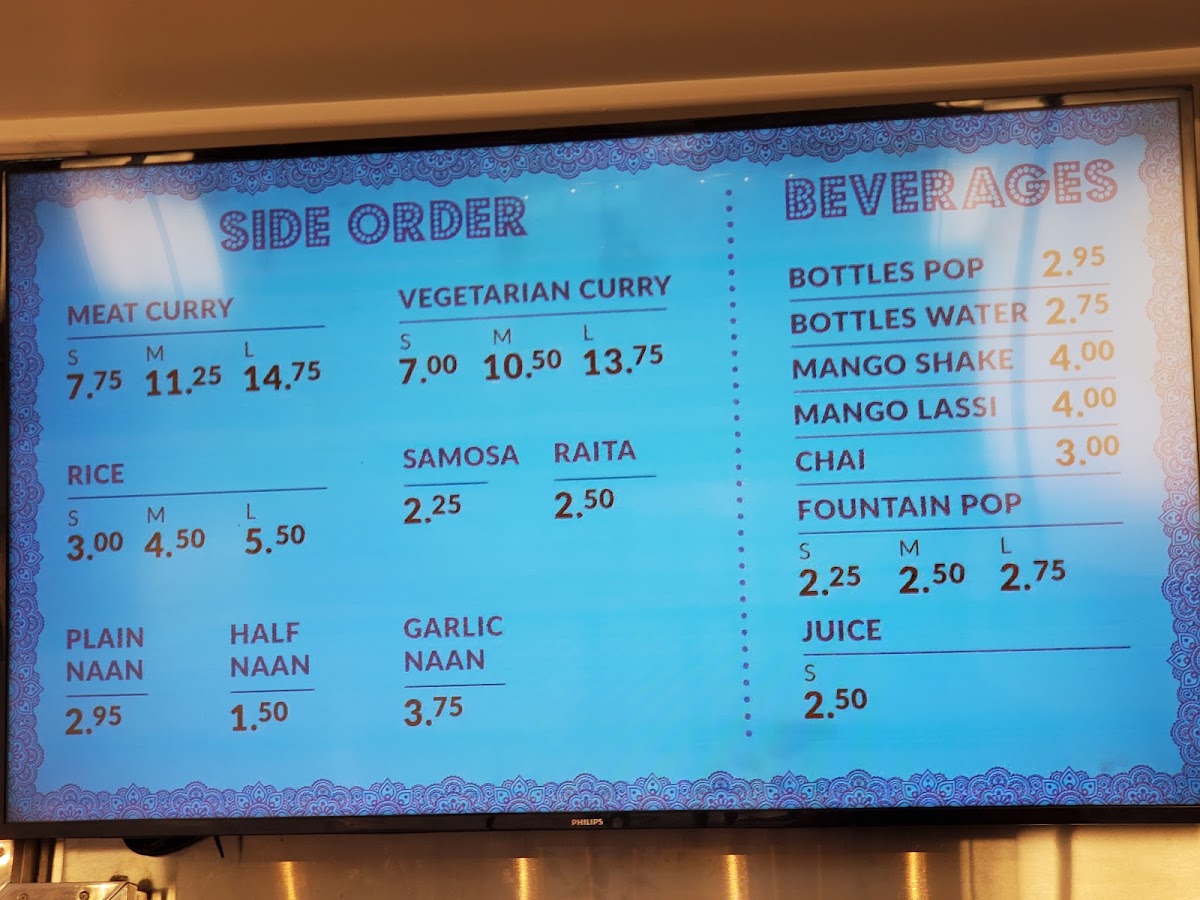 SIDE ORDER
MEAT CURRY
S M L
7.75 11.25 14.75
VEGETARIAN CURRY
S M L
7.00 10.50 13.75
RICE
S M L
3.00 4.50 5.50
SAMOSA
2.25
RAITA
2.50
PLAIN
NAAN
2.95
HALF
NAAN
1.50
GARLIC
NAAN
3.75
BEVERAGES
BOTTLES POP 2.95
BOTTLES WATER 2.75
MANGO SHAKE 4.00
MANGO LASSI 4.00
CHAI 3.00
FOUNTAIN POP
S M L
2.25 2.50 2.75
JUICE
S
2.50
PHILIPS